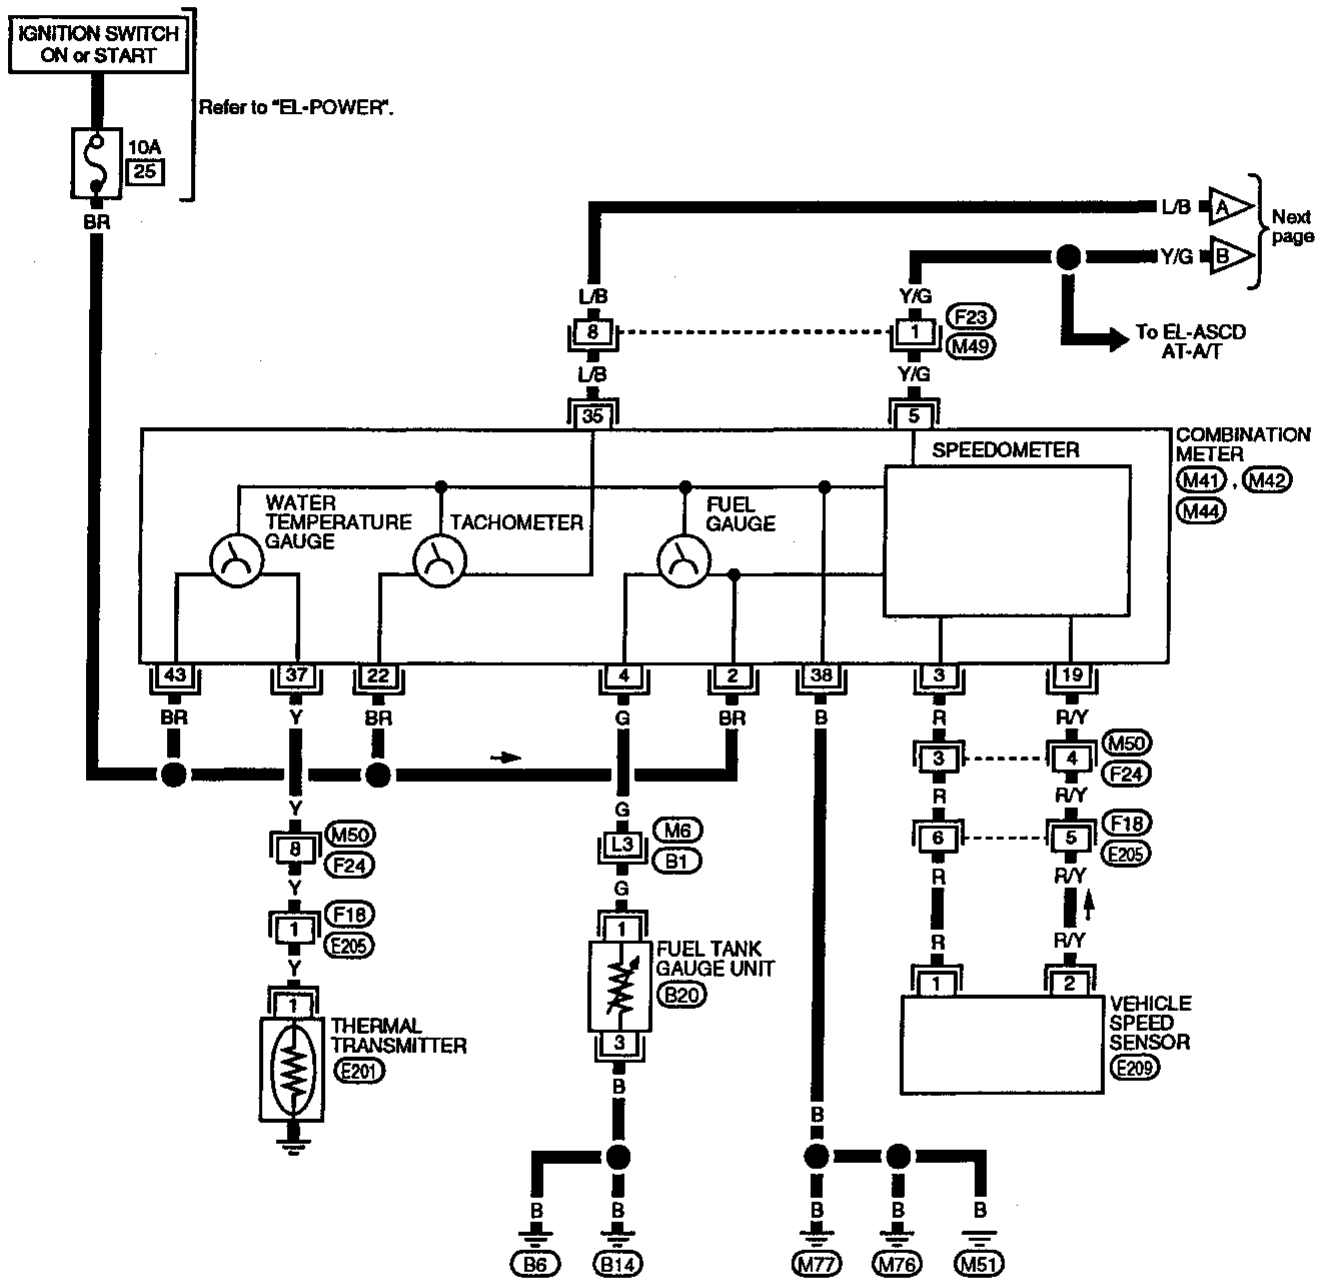 IGNITION SWITCH
ON or START
Refer to "EL-POWER".
10A
25
BR
L/B
A
Next
page
Y/G
B
L/B
Y/G
8
1
F23
M49
To EL-ASCD
AT-A/T
L/B
Y/G
35
5
COMBINATION
METER
M41 , M42
M44
SPEEDOMETER
WATER
TEMPERATURE
GAUGE
TACHOMETER
FUEL
GAUGE
43
37
22
4
2
38
3
19
BR
Y
BR
G
BR
B
R
R/Y
3
4
M50
F24
Y
G
R
R/Y
8
M50
F24
L3
M6
B1
6
5
F18
E205
Y
G
R
R/Y
1
F18
E205
1
FUEL TANK
GAUGE UNIT
B20
R
R/Y
Y
1
2
1
THERMAL
TRANSMITTER
E201
3
VEHICLE
SPEED
SENSOR
E209
B
B
B
B
B
B
B
B6
B14
M77
M76
M51